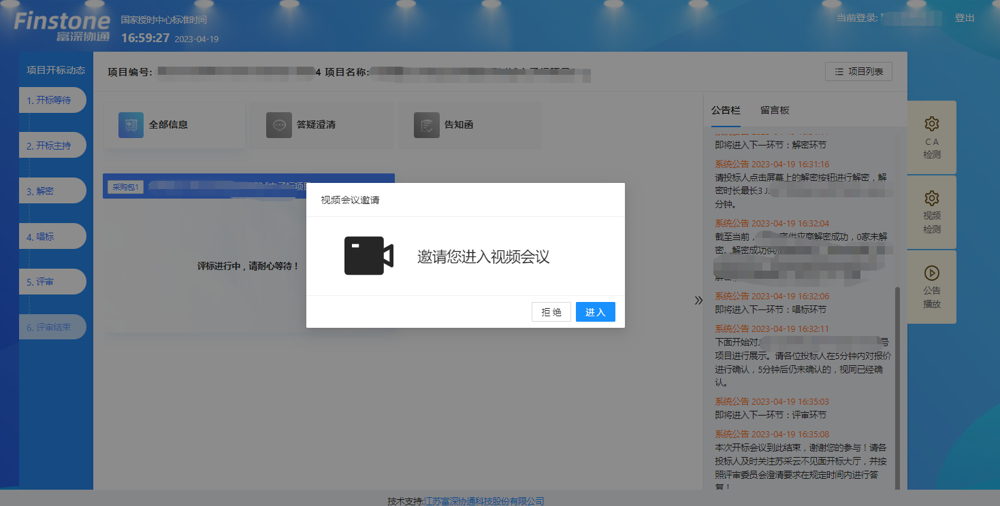 Finstone
富深协通
国家授时中心标准时间
16:59:27 2023-04-19
当前登录:
登出
项目开标动态
1. 开标等待
2. 开标主持
3. 解密
4. 唱标
5. 评审
6. 评审结束
项目编号: 4 项目名称:
项目列表
全部信息
答疑澄清
告知函
采购包1
评标进行中，请耐心等待！
视频会议邀请
邀请您进入视频会议
拒 绝
进 入
公告栏
留言板
即将进入下一环节：解密环节
系统公告 2023-04-19 16:31:16
请投标人点击屏幕上的解密按钮进行解密，解
密时长最长3
分钟。
系统公告 2023-04-19 16:32:04
截至当前， 家供应商解密成功，0家未解
密。解密成功供
系统公告 2023-04-19 16:32:06
即将进入下一环节：唱标环节
系统公告 2023-04-19 16:32:11
下面开始对 号
项目进行展示。请各位投标人在5分钟内对报价
进行确认，5分钟后仍未确认的，视同已经确
认。
系统公告 2023-04-19 16:35:03
即将进入下一环节：评审环节
系统公告 2023-04-19 16:35:08
本次开标会议到此结束，谢谢您的参与！请各
投标人及时关注苏采云不见面开标大厅，并按
照评审委员会澄清要求在规定时间内进行答
复！
C A
检测
视频
检测
公告
播放
技术支持:江苏富深协通科技股份有限公司